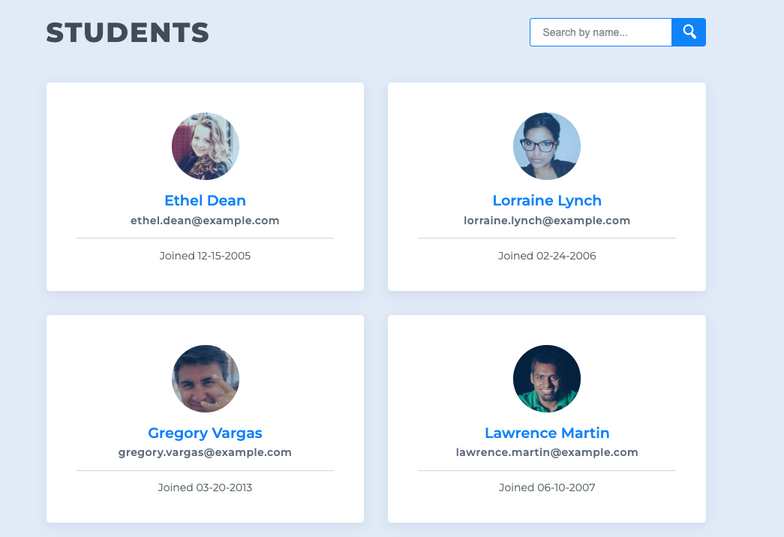 STUDENTS
Search by name...
Ethel Dean
ethel.dean@example.com
Joined 12-15-2005
Lorraine Lynch
lorraine.lynch@example.com
Joined 02-24-2006
Gregory Vargas
gregory.vargas@example.com
Joined 03-20-2013
Lawrence Martin
lawrence.martin@example.com
Joined 06-10-2007